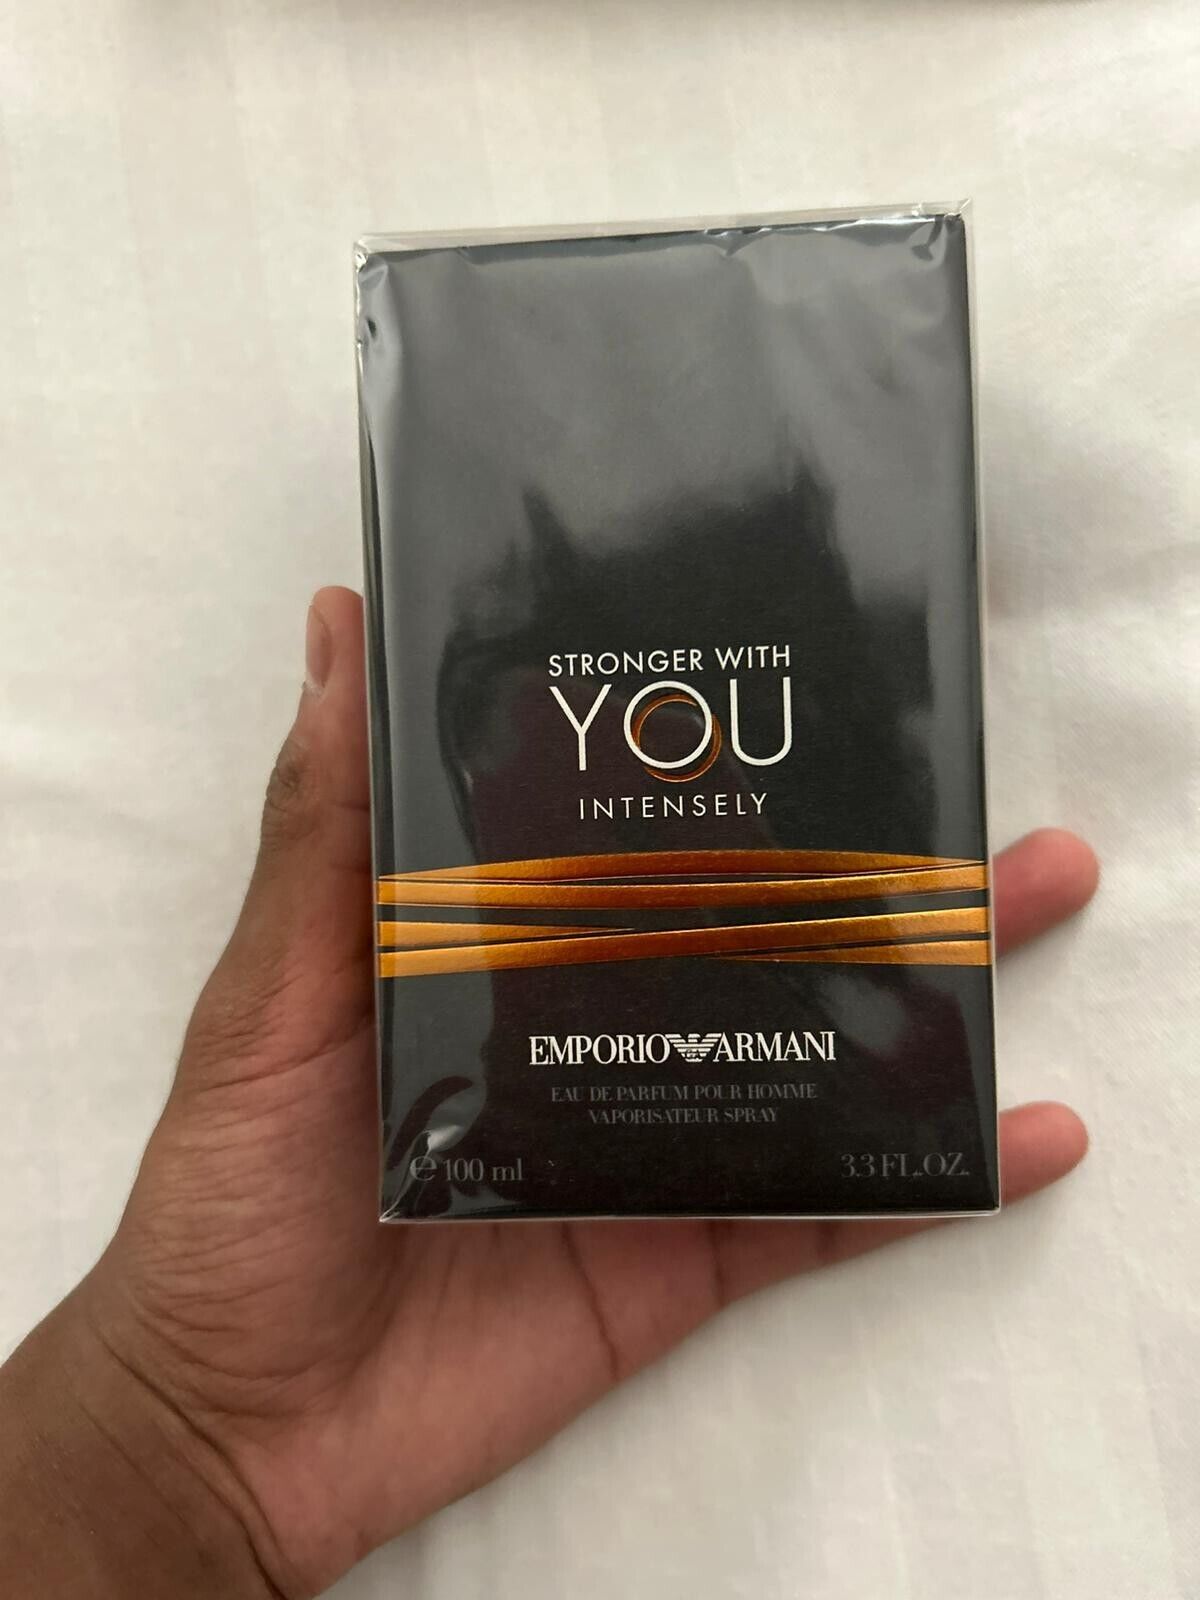 STRONGER WITH
YOU
INTENSELY
EMPORIO ARMANI
EAU DE PARFUM POUR HOMME
VAPORISATEUR SPRAY
℮ 100 ml
3.3 FL.OZ.